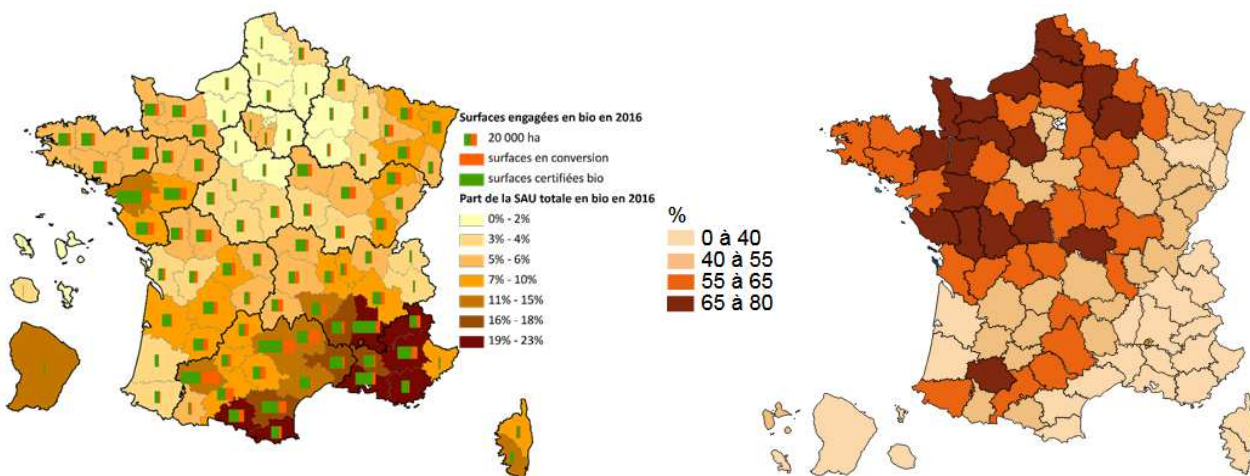 Surfaces engagées en bio en 2016
20 000 ha
surfaces en conversion
surfaces certifiées bio
Part de la SAU totale en bio en 2016
0% - 2%
3% - 4%
5% - 6%
7% - 10%
11% - 15%
16% - 18%
19% - 23%
%
0 à 40
40 à 55
55 à 65
65 à 80